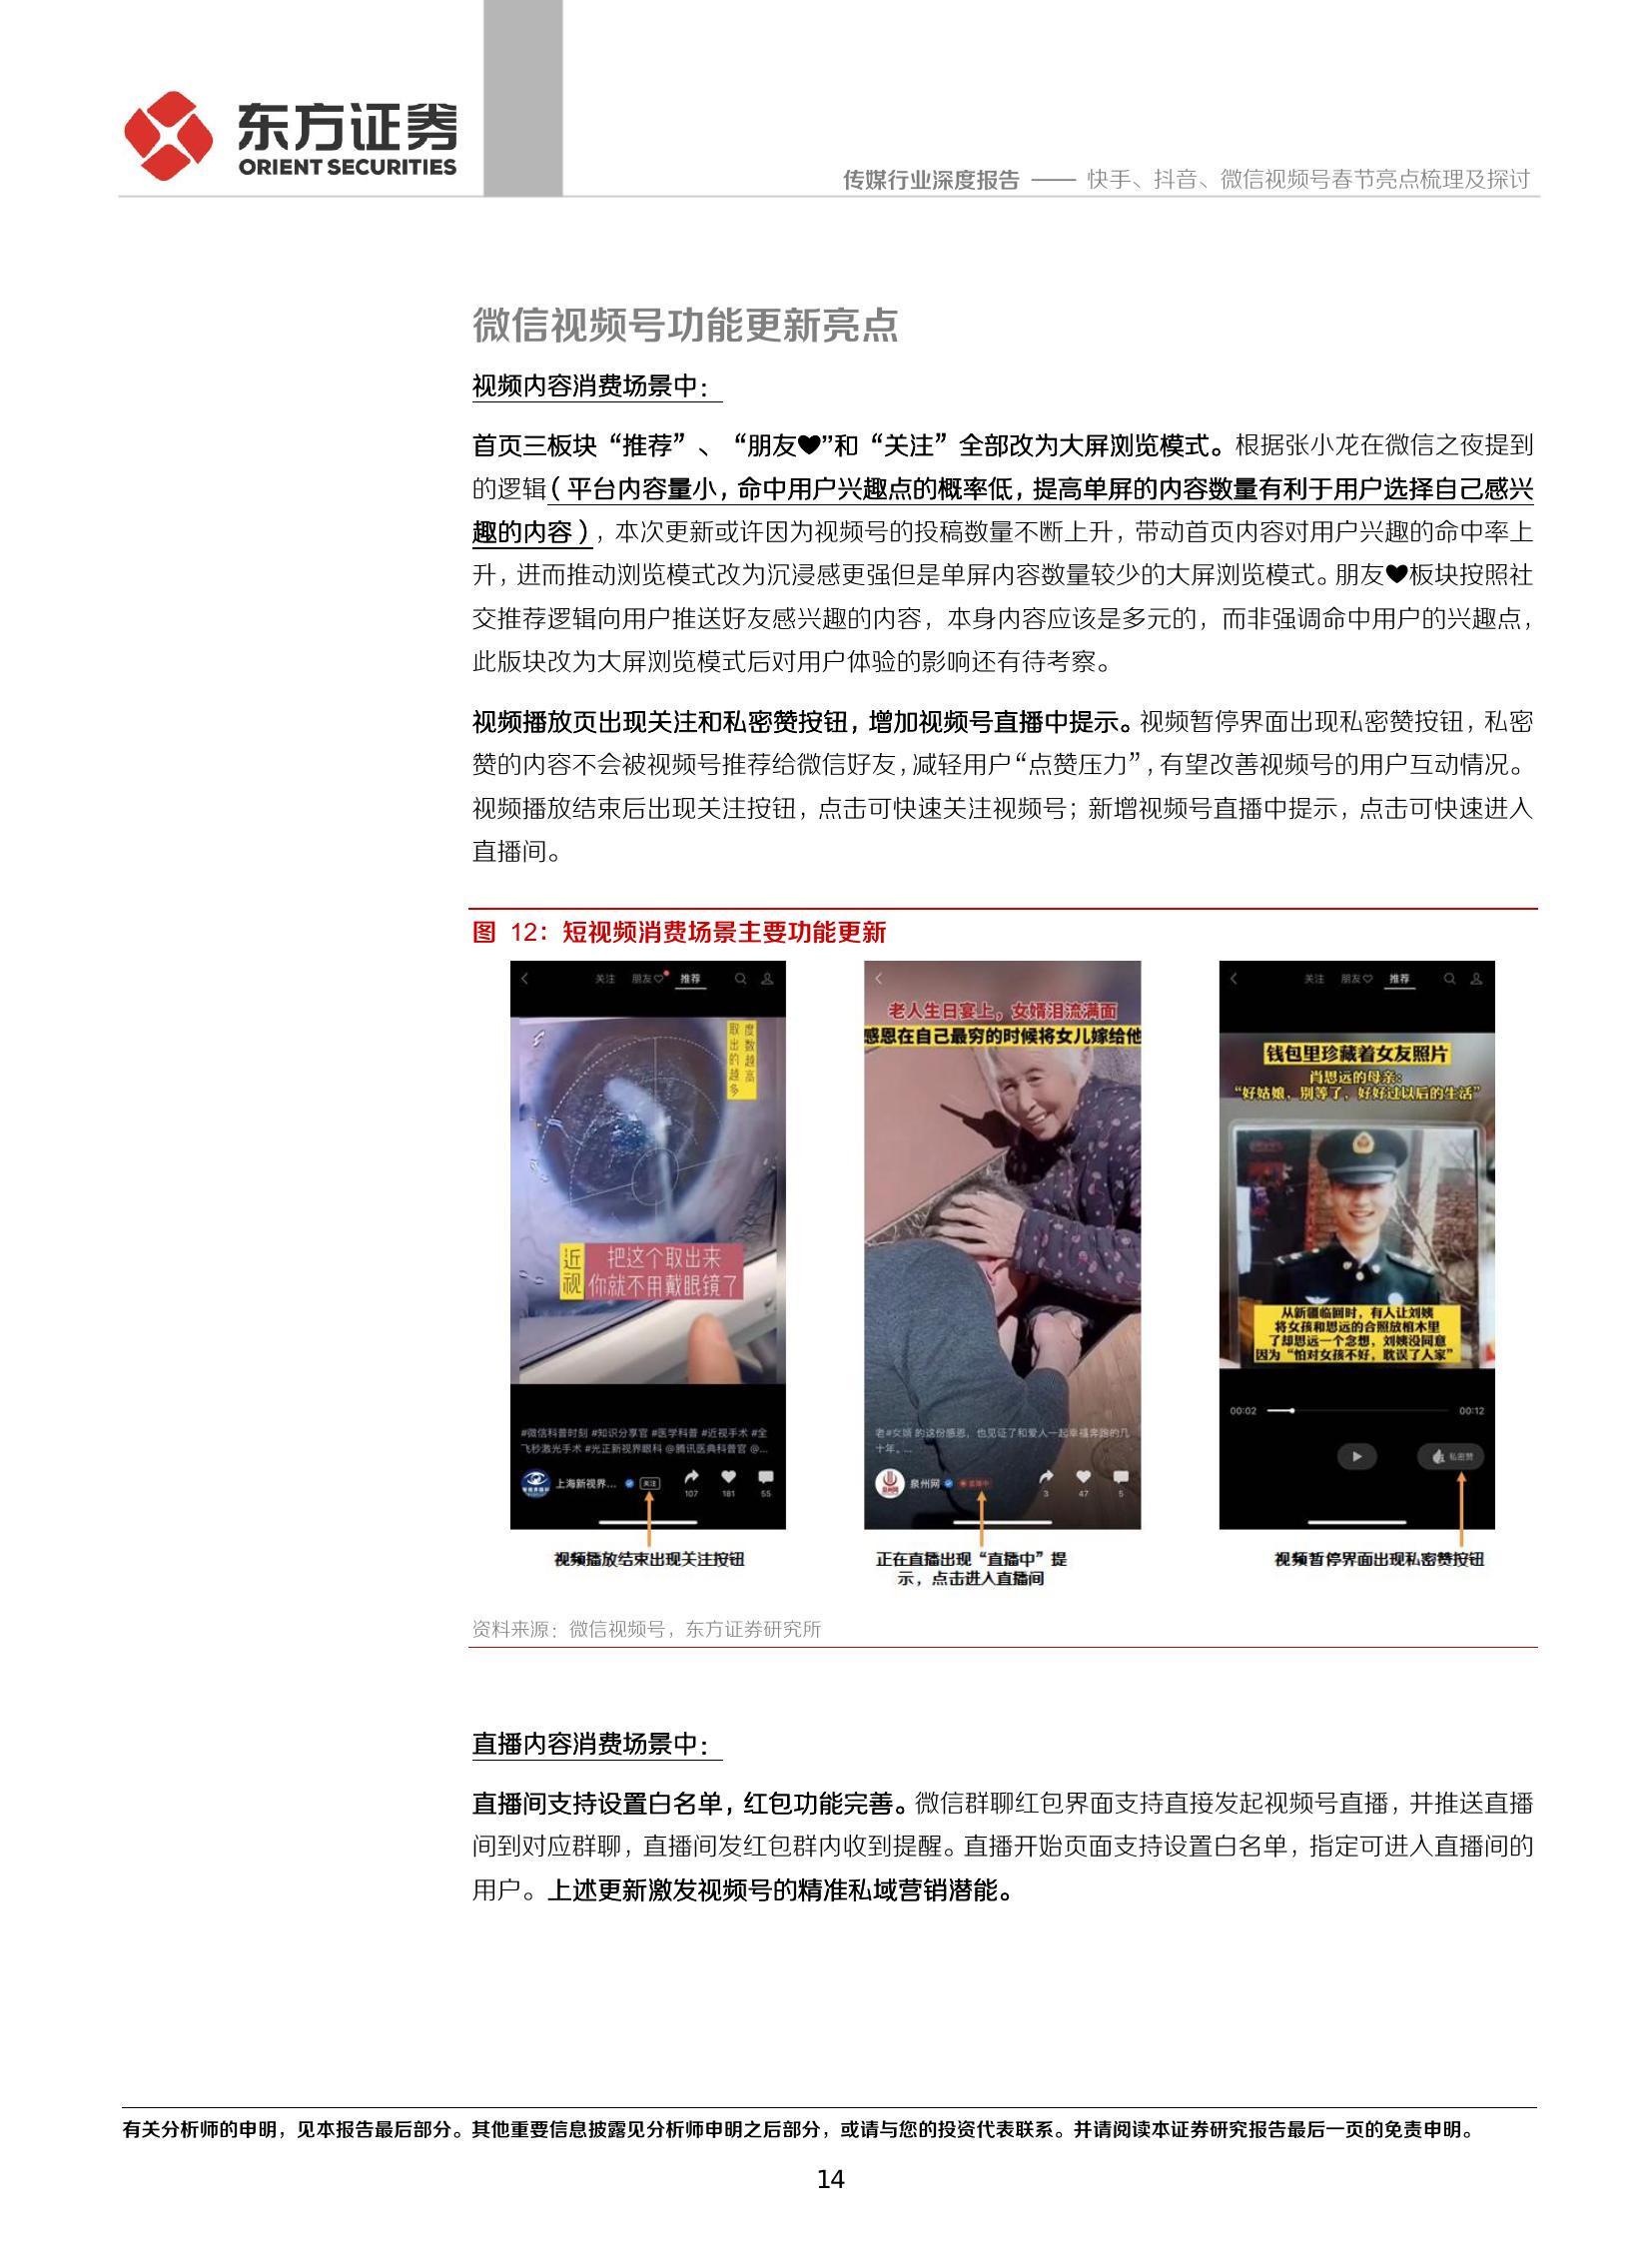 东方证券
ORIENT SECURITIES
传媒行业深度报告 —— 快手、抖音、微信视频号春节亮点梳理及探讨
微信视频号功能更新亮点
视频内容消费场景中：
首页三板块“推荐”、“朋友♥”和“关注”全部改为大屏浏览模式。根据张小龙在微信之夜提到
的逻辑（平台内容量小，命中用户兴趣点的概率低，提高单屏的内容数量有利于用户选择自己感兴
趣的内容），本次更新或许因为视频号的投稿数量不断上升，带动首页内容对用户兴趣的命中率上
升，进而推动浏览模式改为沉浸感更强但是单屏内容数量较少的大屏浏览模式。朋友♥板块按照社
交推荐逻辑向用户推送好友感兴趣的内容，本身内容应该是多元的，而非强调命中用户的兴趣点，
此版块改为大屏浏览模式后对用户体验的影响还有待考察。
视频播放页出现关注和私密赞按钮，增加视频号直播中提示。视频暂停界面出现私密赞按钮，私密
赞的内容不会被视频号推荐给微信好友，减轻用户“点赞压力”，有望改善视频号的用户互动情况。
视频播放结束后出现关注按钮，点击可快速关注视频号；新增视频号直播中提示，点击可快速进入
直播间。
图 12：短视频消费场景主要功能更新
关注 朋友♡ 推荐
度数越高
取出的越多
近视
把这个取出来
你就不用戴眼镜了
#微信科普时刻 #知识分享官 #医学科普 #近视手术 #全
飞秒激光手术 #光正新视界眼科 @腾讯医典科普官 @...
上海新视界... 关注 107 181 55
视频播放结束出现关注按钮
老人生日宴上，女婿泪流满面
感恩在自己最穷的时候将女儿嫁给他
老#女婿 的这份感恩，也见证了和爱人一起幸福奔跑的几
十年。...
泉州网 直播中 3 47 5
正在直播出现“直播中”提
示，点击进入直播间
关注 朋友♡ 推荐
钱包里珍藏着女友照片
肖思远的母亲：
“好姑娘，别等了，好好过以后的生活”
从新疆临回时，有人让刘姨
将女孩和思远的合照放棺木里
了却思远一个念想，刘姨没同意
因为“怕对女孩不好，耽误了人家”
00:02 00:12
私密赞
视频暂停界面出现私密赞按钮
资料来源：微信视频号，东方证券研究所
直播内容消费场景中：
直播间支持设置白名单，红包功能完善。微信群聊红包界面支持直接发起视频号直播，并推送直播
间到对应群聊，直播间发红包群内收到提醒。直播开始页面支持设置白名单，指定可进入直播间的
用户。上述更新激发视频号的精准私域营销潜能。
有关分析师的申明，见本报告最后部分。其他重要信息披露见分析师申明之后部分，或请与您的投资代表联系。并请阅读本证券研究报告最后一页的免责申明。
14